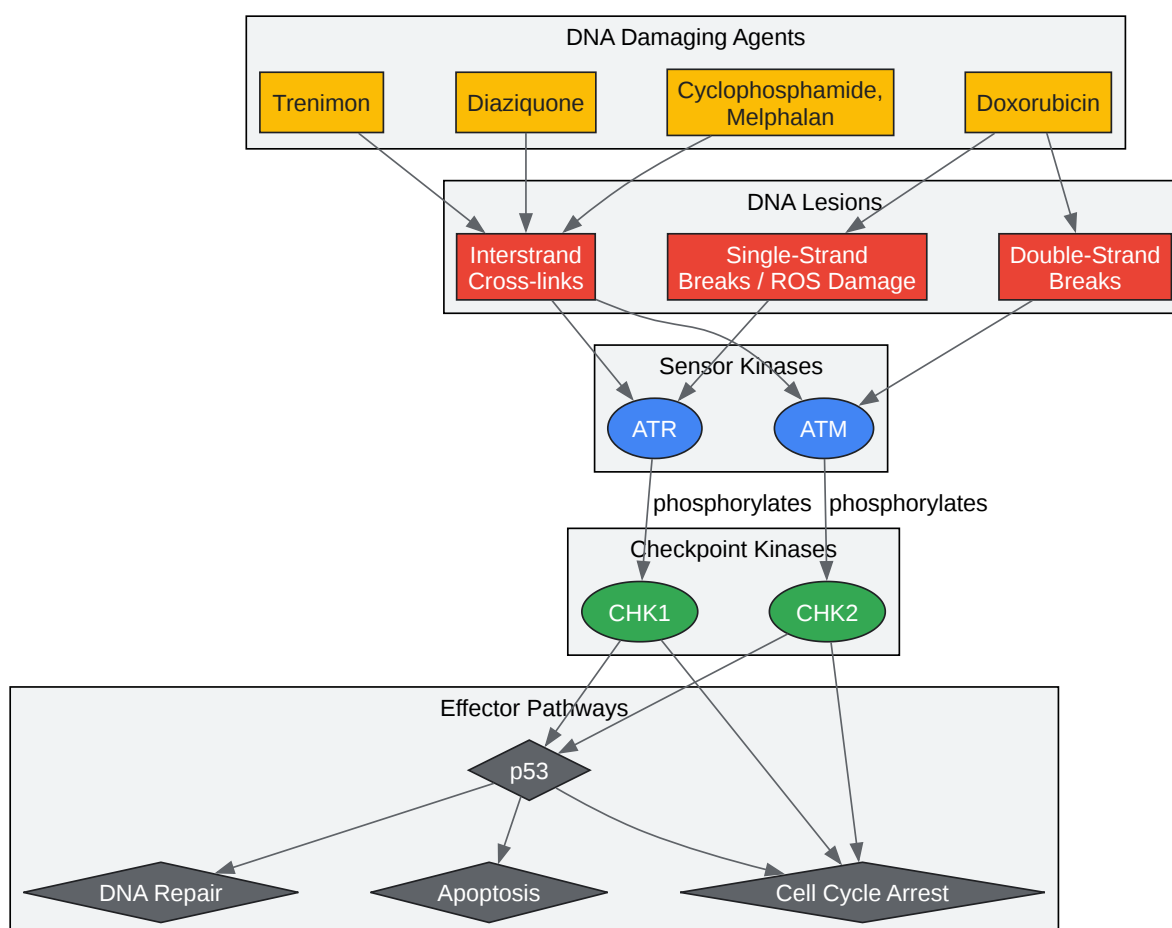 DNA Damaging Agents
Trenimon
Diaziquone
Cyclophosphamide,
Melphalan
Doxorubicin
DNA Lesions
Interstrand
Cross-links
Single-Strand
Breaks / ROS Damage
Double-Strand
Breaks
Sensor Kinases
ATR
ATM
phosphorylates
phosphorylates
Checkpoint Kinases
CHK1
CHK2
Effector Pathways
p53
DNA Repair
Apoptosis
Cell Cycle Arrest